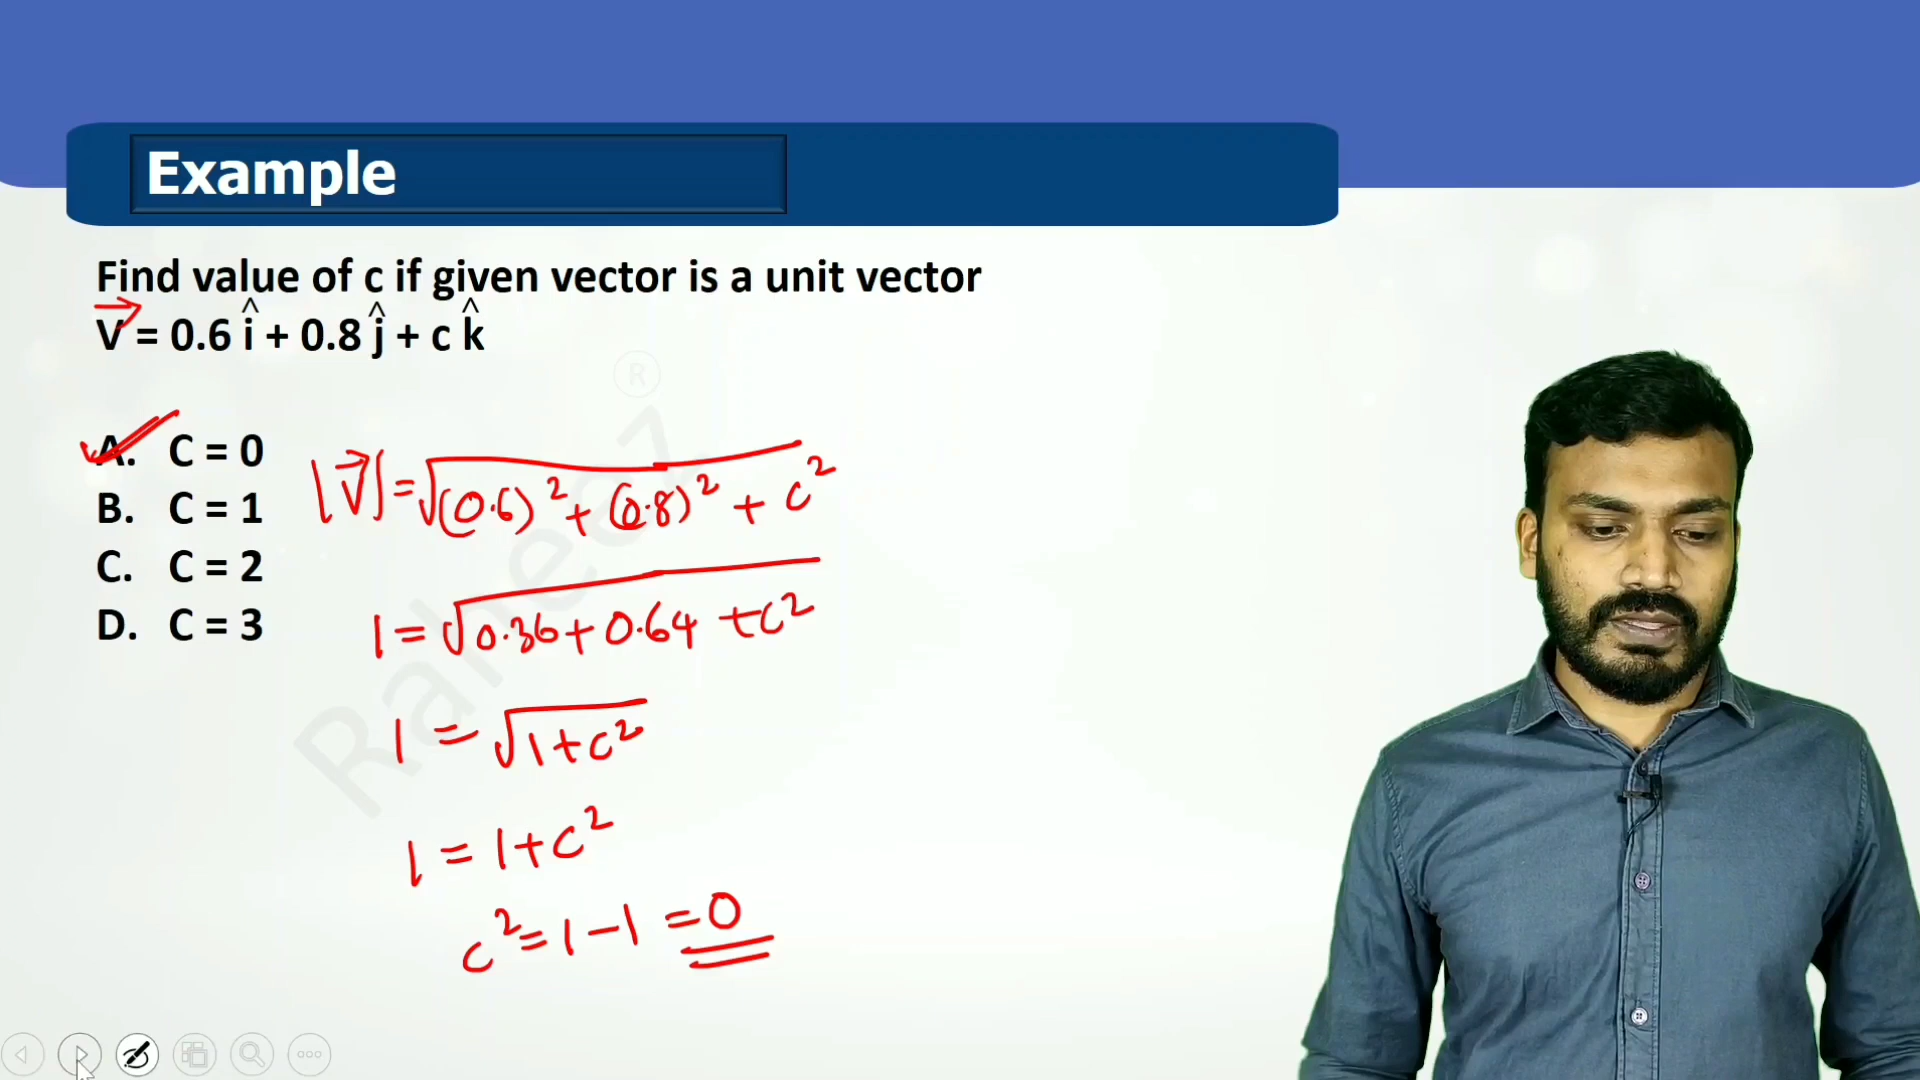 Example
Find value of c if given vector is a unit vector
V⃗ = 0.6 î + 0.8 ĵ + c k̂
A. C = 0
B. C = 1
C. C = 2
D. C = 3
|V⃗| = √((0.6)² + (0.8)² + c²)
1 = √(0.36 + 0.64 + c²)
1 = √(1 + c²)
1 = 1 + c²
c² = 1 − 1 = 0
Raheaz ®